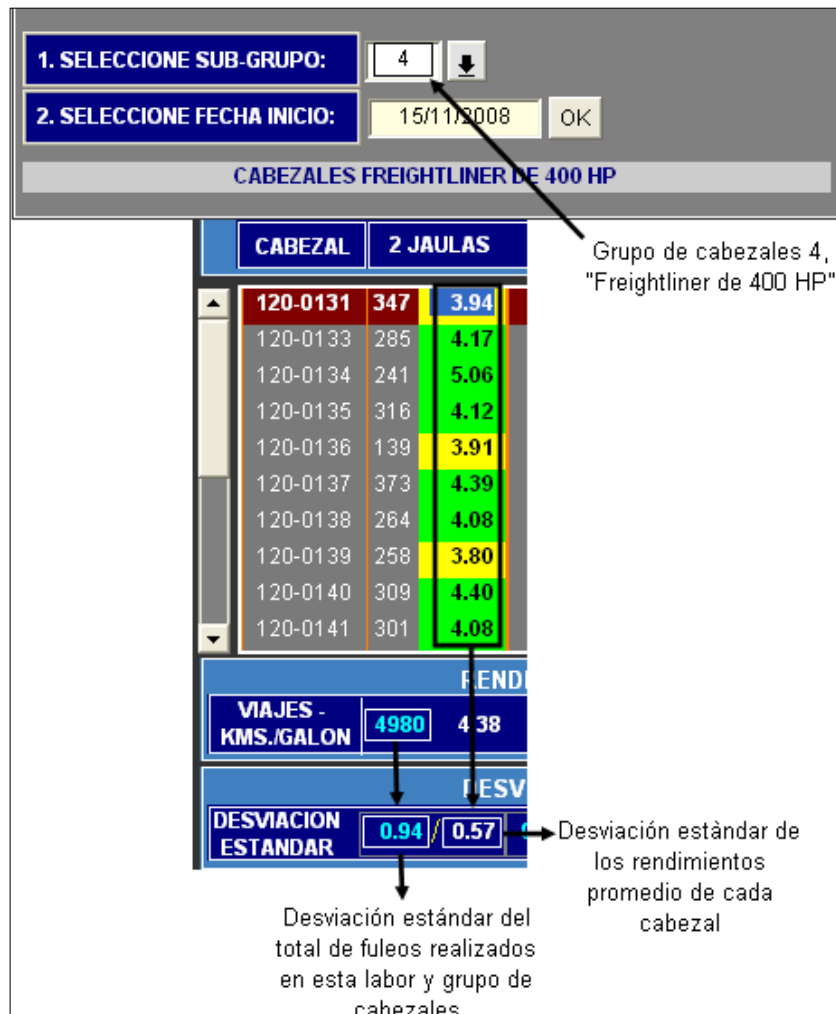 1. SELECCIONE SUB-GRUPO: 4
2. SELECCIONE FECHA INICIO: 15/11/2008 OK
CABEZALES FREIGHTLINER DE 400 HP
Grupo de cabezales 4,
"Freightliner de 400 HP"
CABEZAL 2 JAULAS
120-0131 347 3.94
120-0133 285 4.17
120-0134 241 5.06
120-0135 316 4.12
120-0136 139 3.91
120-0137 373 4.39
120-0138 264 4.08
120-0139 258 3.80
120-0140 309 4.40
120-0141 301 4.08
RENDI
VIAJES -
KMS./GALON 4980 4.38
DESV
DESVIACION
ESTANDAR 0.94 / 0.57
Desviación estàndar de
los rendimientos
promedio de cada
cabezal
Desviación estándar del
total de fuleos realizados
en esta labor y grupo de
cabezales